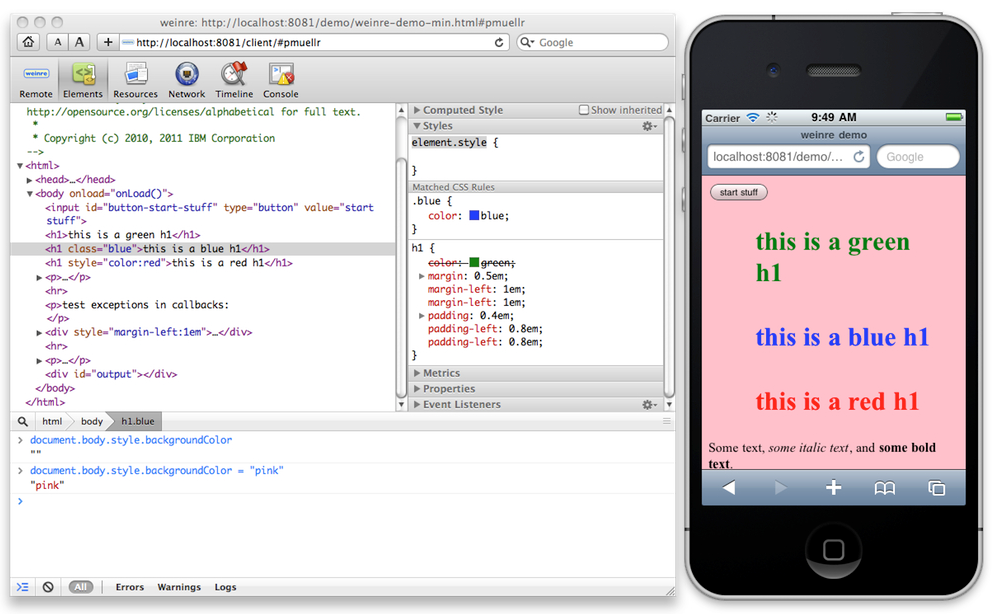 weinre: http://localhost:8081/demo/weinre-demo-min.html#pmuellr
A A + http://localhost:8081/client/#pmuellr Google
weinre
Remote Elements Resources Network Timeline Console
http://opensource.org/licenses/alphabetical for full text.
*
* Copyright (c) 2010, 2011 IBM Corporation
-->
<html>
<head>…</head>
<body onload="onLoad()">
<input id="button-start-stuff" type="button" value="start
stuff">
<h1>this is a green h1</h1>
<h1 class="blue">this is a blue h1</h1>
<h1 style="color:red">this is a red h1</h1>
<p>…</p>
<hr>
<p>test exceptions in callbacks:
</p>
<div style="margin-left:1em">…</div>
<hr>
<p>…</p>
<div id="output"></div>
</body>
</html>
Computed Style Show inherited
Styles
element.style {
}
Matched CSS Rules
.blue {
color: blue;
}
h1 {
color: green;
margin: 0.5em;
margin-left: 1em;
margin-left: 1em;
padding: 0.4em;
padding-left: 0.8em;
padding-left: 0.8em;
}
Metrics
Properties
Event Listeners
html body h1.blue
> document.body.style.backgroundColor
""
> document.body.style.backgroundColor = "pink"
"pink"
>
All Errors Warnings Logs
Carrier 9:49 AM
weinre demo
localhost:8081/demo/... Google
start stuff
this is a green
h1
this is a blue h1
this is a red h1
Some text, some italic text, and some bold
text.